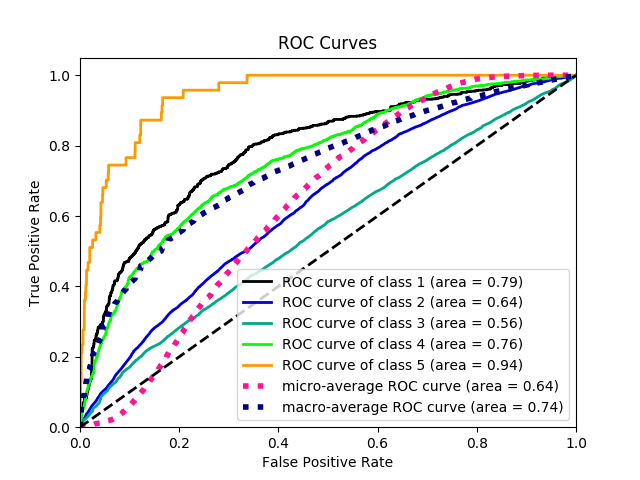 ROC Curves
True Positive Rate
1.0
0.8
0.6
0.4
0.2
0.0
ROC curve of class 1 (area = 0.79)
ROC curve of class 2 (area = 0.64)
ROC curve of class 3 (area = 0.56)
ROC curve of class 4 (area = 0.76)
ROC curve of class 5 (area = 0.94)
micro-average ROC curve (area = 0.64)
macro-average ROC curve (area = 0.74)
0.0 0.2 0.4 0.6 0.8 1.0
False Positive Rate